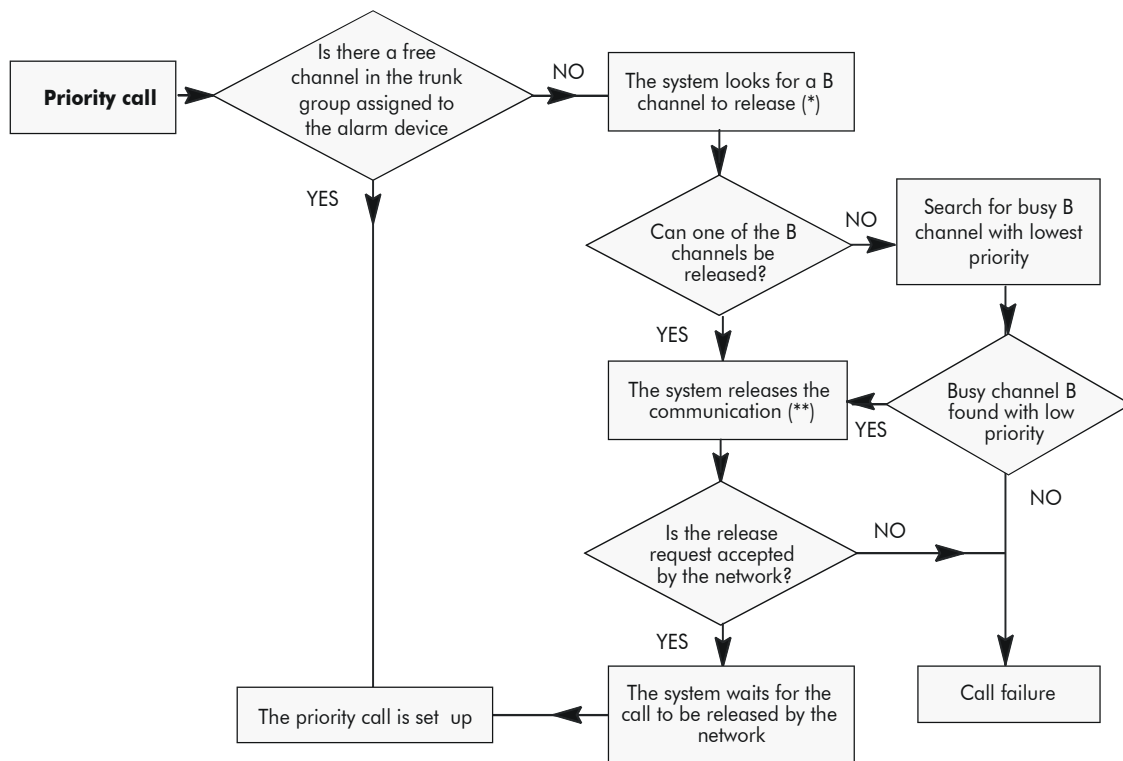 Priority call
Is there a free
channel in the trunk
group assigned to
the alarm device
NO
The system looks for a B
channel to release (*)
YES
Can one of the B
channels be
released?
NO
Search for busy B
channel with lowest
priority
YES
The system releases the
communication (**)
YES
Busy channel B
found with low
priority
NO
Is the release
request accepted
by the network?
NO
YES
The priority call is set  up
The system waits for the
call to be released by the
network
Call failure